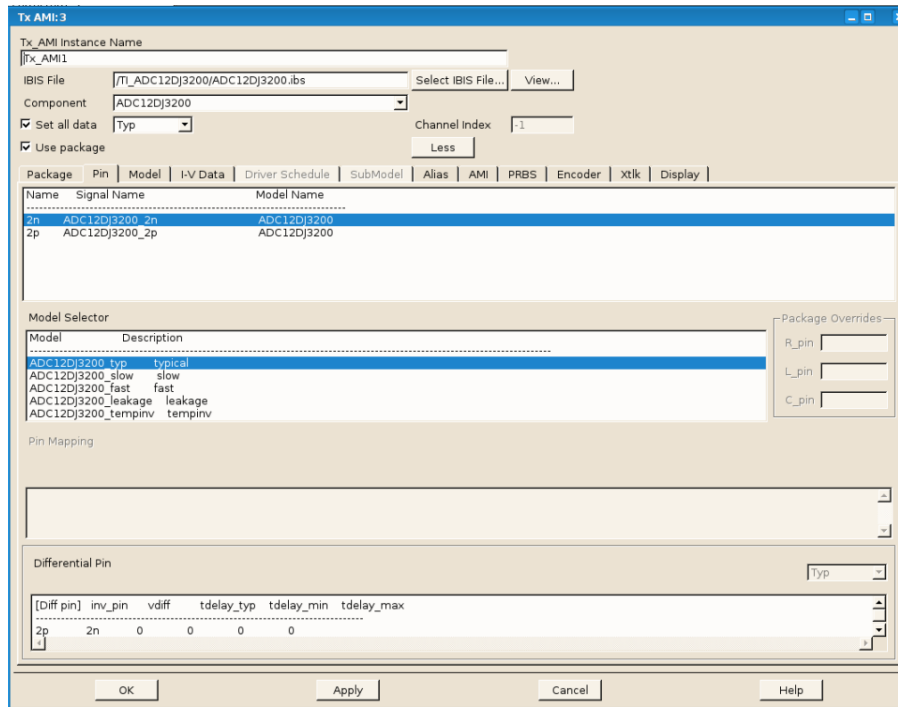 Tx AMI:3
Tx_AMI Instance Name
Tx_AMI1
IBIS File /TI_ADC12DJ3200/ADC12DJ3200.ibs Select IBIS File... View...
Component ADC12DJ3200
Set all data Typ Channel Index -1
Use package Less
Package Pin Model I-V Data Driver Schedule SubModel Alias AMI PRBS Encoder Xtlk Display
Name Signal Name Model Name
2n ADC12DJ3200_2n ADC12DJ3200
2p ADC12DJ3200_2p ADC12DJ3200
Model Selector
Package Overrides
Model Description
R_pin
ADC12DJ3200_typ typical
L_pin
ADC12DJ3200_slow slow
ADC12DJ3200_fast fast
ADC12DJ3200_leakage leakage
C_pin
ADC12DJ3200_tempinv tempinv
Pin Mapping
Differential Pin
Typ
[Diff pin] inv_pin vdiff tdelay_typ tdelay_min tdelay_max
2p 2n 0 0 0 0
OK Apply Cancel Help